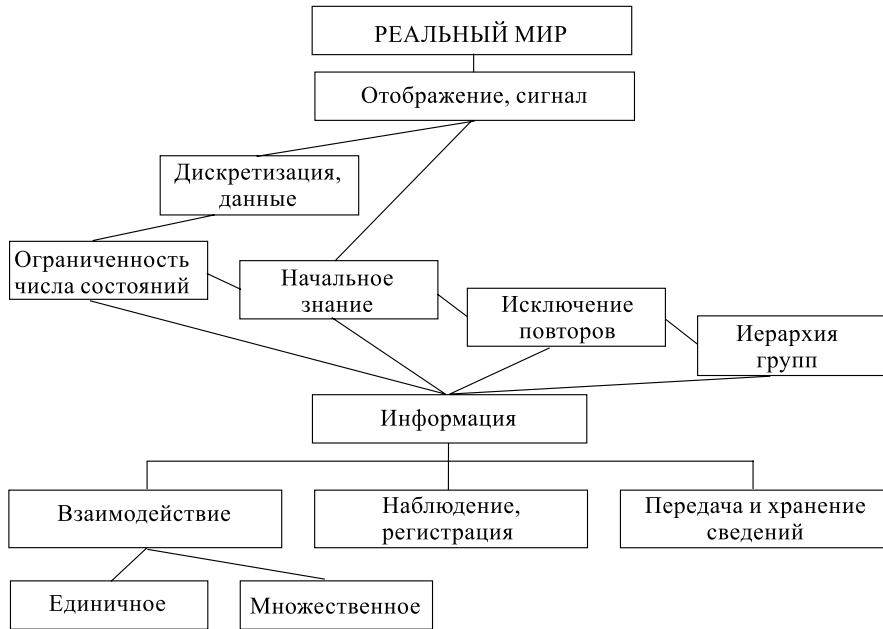 РЕАЛЬНЫЙ МИР
Отображение, сигнал
Дискретизация,
данные
Ограниченность
числа состояний
Начальное
знание
Исключение
повторов
Иерархия
групп
Информация
Взаимодействие
Наблюдение,
регистрация
Передача и хранение
сведений
Единичное
Множественное